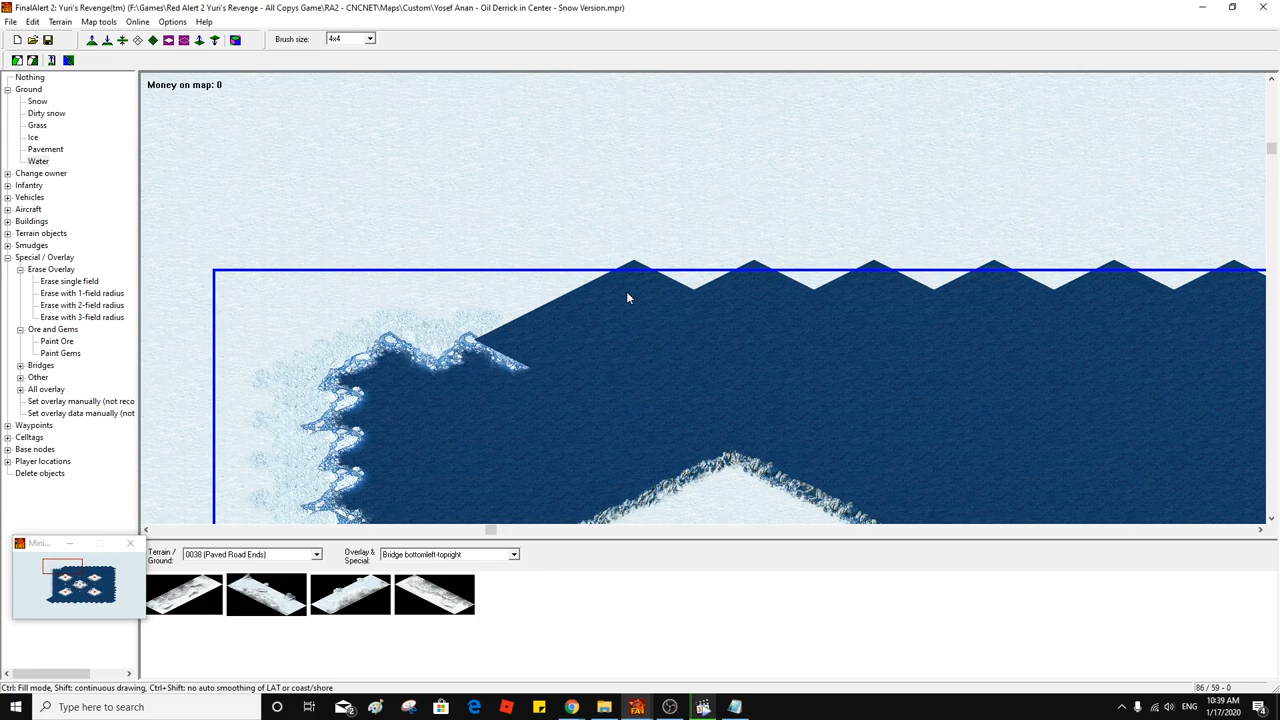 FinalAlert 2: Yuri's Revenge(tm) (F:\Games\Red Alert 2 Yuri's Revenge - All Copys Game\RA2 - CNCNET\Maps\Custom\Yosef Anan - Oil Derrick in Center - Snow Version.mpr)
File Edit Terrain Map tools Online Options Help
Brush size: 4x4
Nothing
Ground
Snow
Dirty snow
Grass
Ice
Pavement
Water
Change owner
Infantry
Vehicles
Aircraft
Buildings
Terrain objects
Smudges
Special / Overlay
Erase Overlay
Erase single field
Erase with 1-field radius
Erase with 2-field radius
Erase with 3-field radius
Ore and Gems
Paint Ore
Paint Gems
Bridges
Other
All overlay
Set overlay manually (not reco
Set overlay data manually (not
Waypoints
Celltags
Base nodes
Player locations
Delete objects
Money on map: 0
Mini...
Terrain / Ground: 0038 (Paved Road Ends)
Overlay & Special: Bridge bottomleft-topright
Ctrl: Fill mode, Shift: continuous drawing, Ctrl+Shift: no auto smoothing of LAT or coast/shore
86 / 59 - 0
Type here to search
10:39 AM
1/17/2020